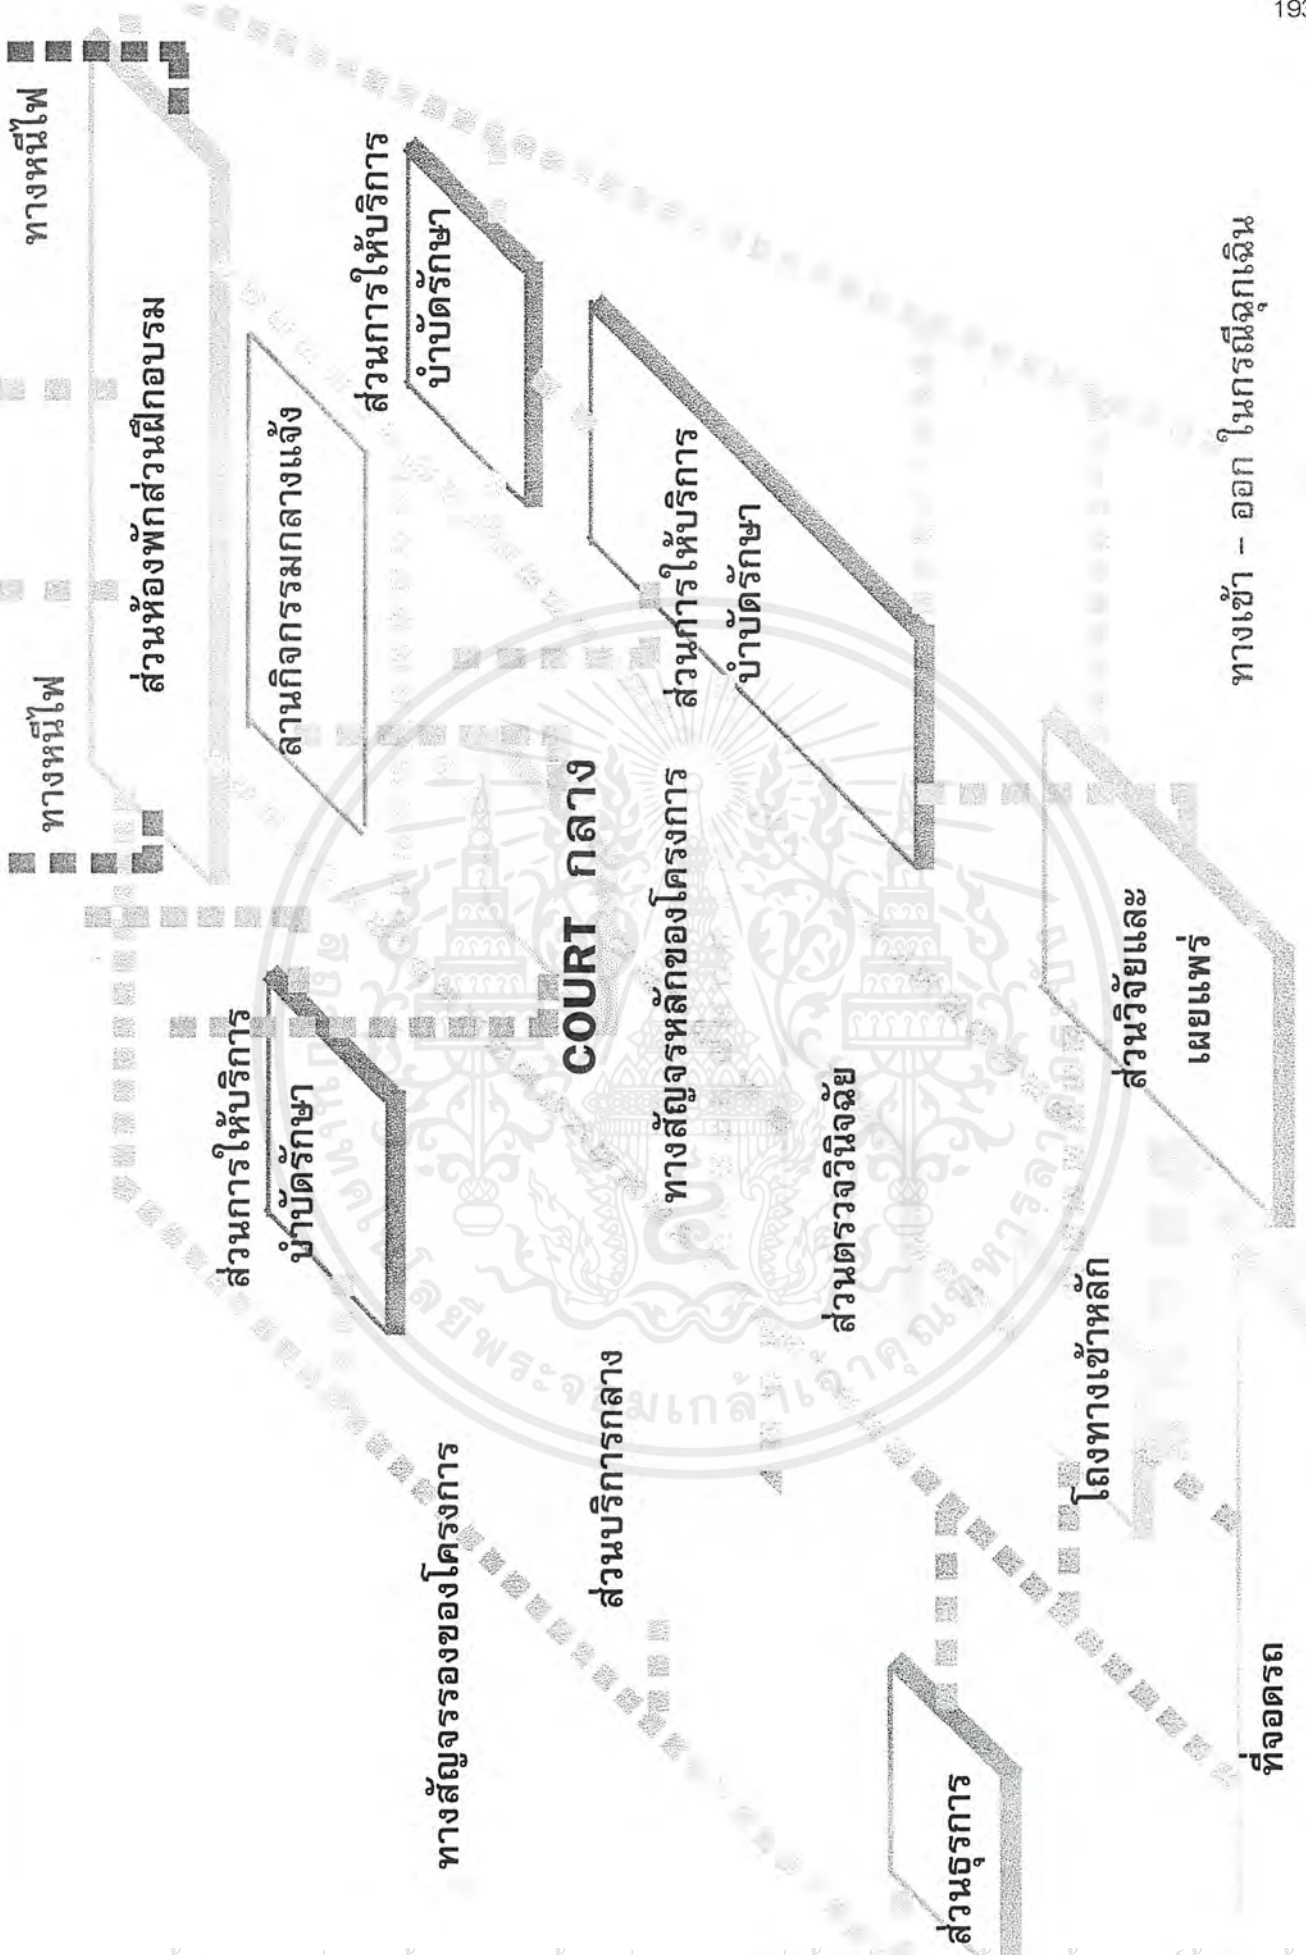 193
ทางหนีไฟ
ทางหนีไฟ
ส่วนห้องพักส่วนฝึกอบรม
ลานกิจกรรมกลางแจ้ง
ส่วนการให้บริการ
บำบัดรักษา
ส่วนการให้บริการ
บำบัดรักษา
ส่วนการให้บริการ
บำบัดรักษา
COURT กลาง
ทางสัญจรหลักของโครงการ
ส่วนตรวจวินิจฉัย
ส่วนบริการกลาง
ทางสัญจรรองของโครงการ
ส่วนวิจัยและ
เผยแพร่
โถงทางเข้าหลัก
ส่วนธุรการ
ที่จอดรถ
ทางเข้า - ออก ในกรณีฉุกเฉิน